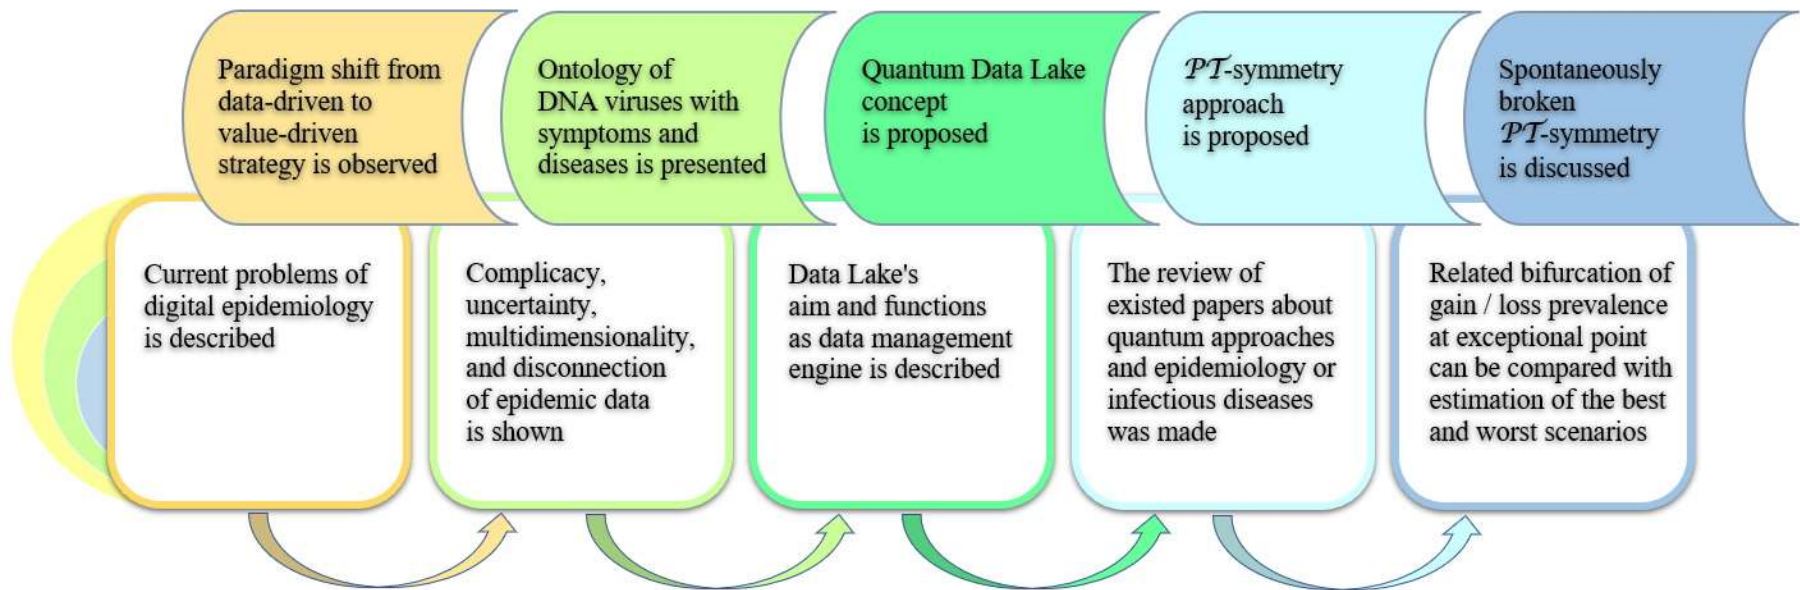 Paradigm shift from
data-driven to
value-driven
strategy is observed
Current problems of
digital epidemiology
is described
Ontology of
DNA viruses with
symptoms and
diseases is presented
Complicacy,
uncertainty,
multidimensionality,
and disconnection
of epidemic data
is shown
Quantum Data Lake
concept
is proposed
Data Lake's
aim and functions
as data management
engine is described
𝒫𝒯-symmetry
approach
is proposed
The review of
existed papers about
quantum approaches
and epidemiology or
infectious diseases
was made
Spontaneously
broken
𝒫𝒯-symmetry
is discussed
Related bifurcation of
gain / loss prevalence
at exceptional point
can be compared with
estimation of the best
and worst scenarios